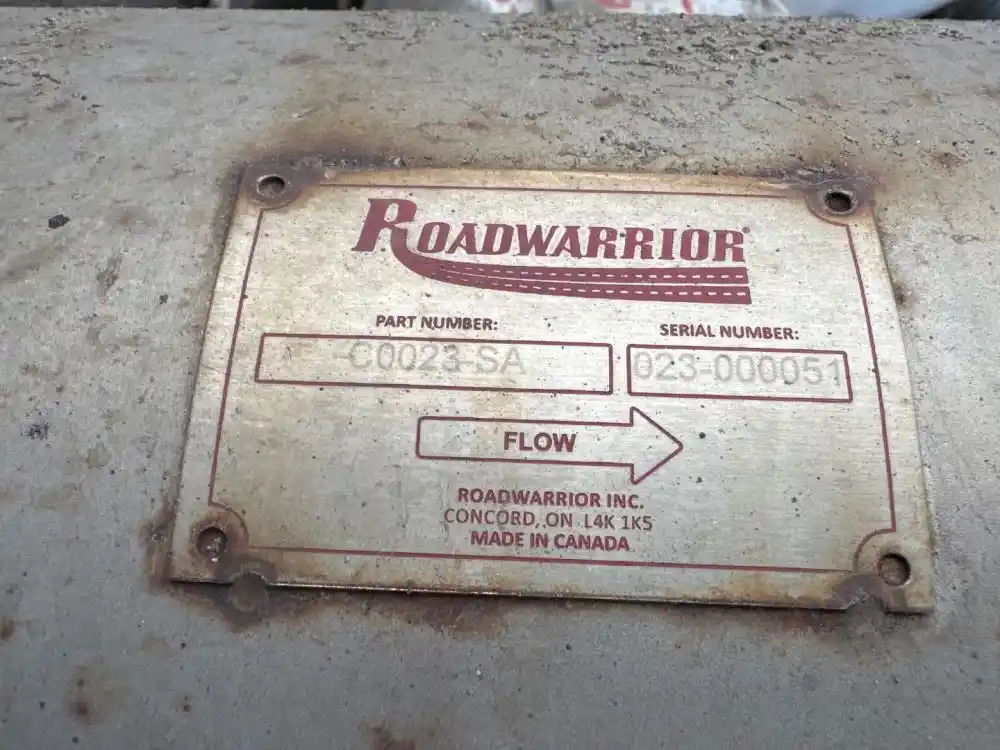 ROADWARRIOR®
PART NUMBER:
C0023-SA
SERIAL NUMBER:
023-000051
FLOW
ROADWARRIOR INC.
CONCORD, ON L4K 1K5
MADE IN CANADA